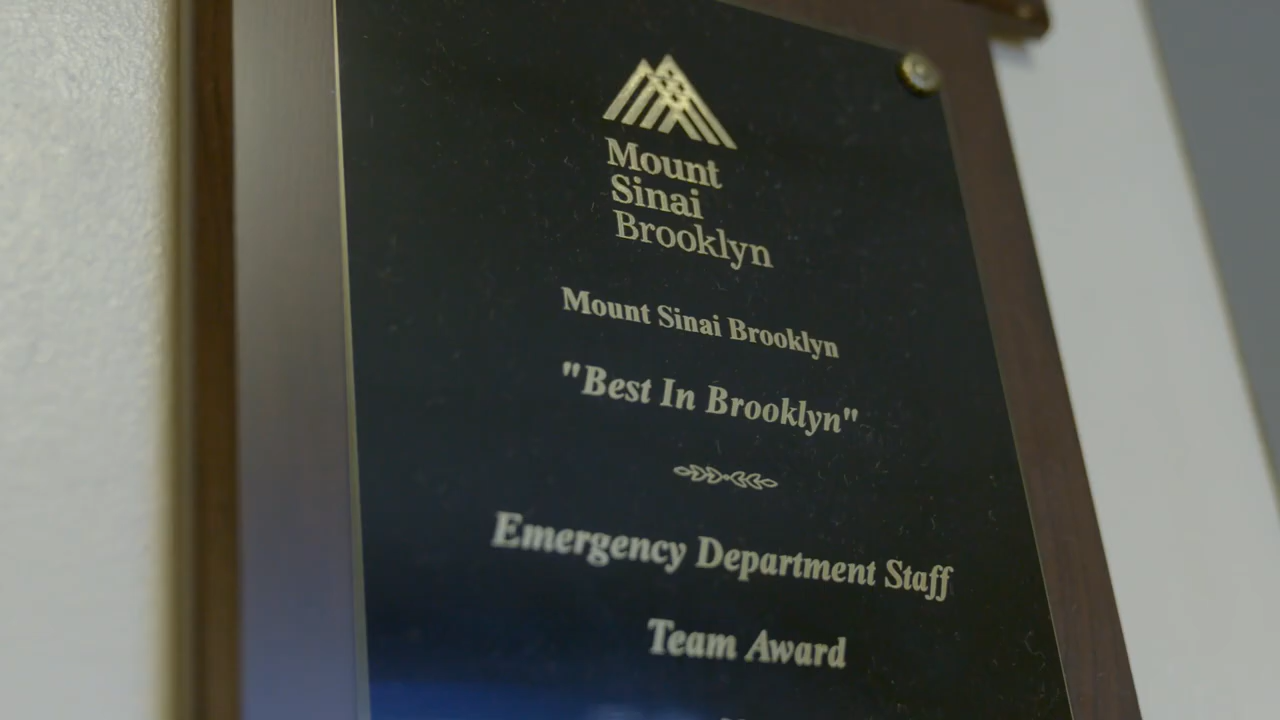 Mount
Sinai
Brooklyn
Mount Sinai Brooklyn
"Best In Brooklyn"
Emergency Department Staff
Team Award